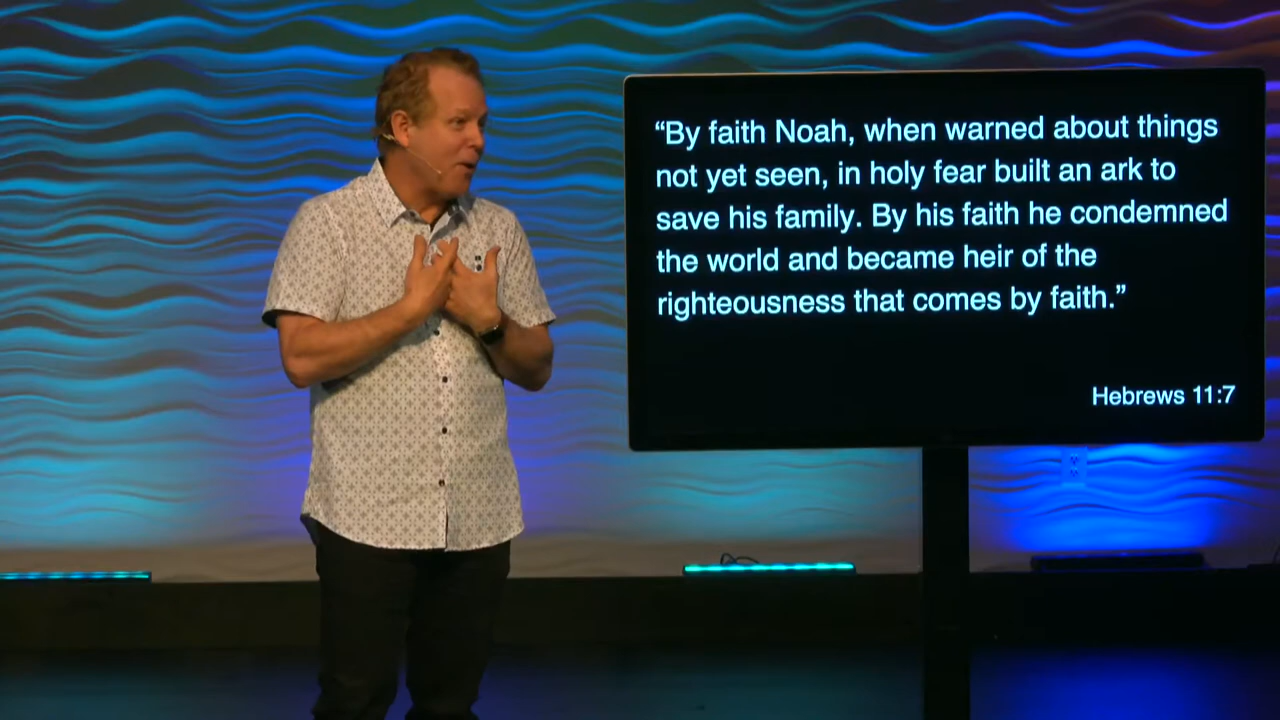 “By faith Noah, when warned about things
not yet seen, in holy fear built an ark to
save his family. By his faith he condemned
the world and became heir of the
righteousness that comes by faith.”
Hebrews 11:7